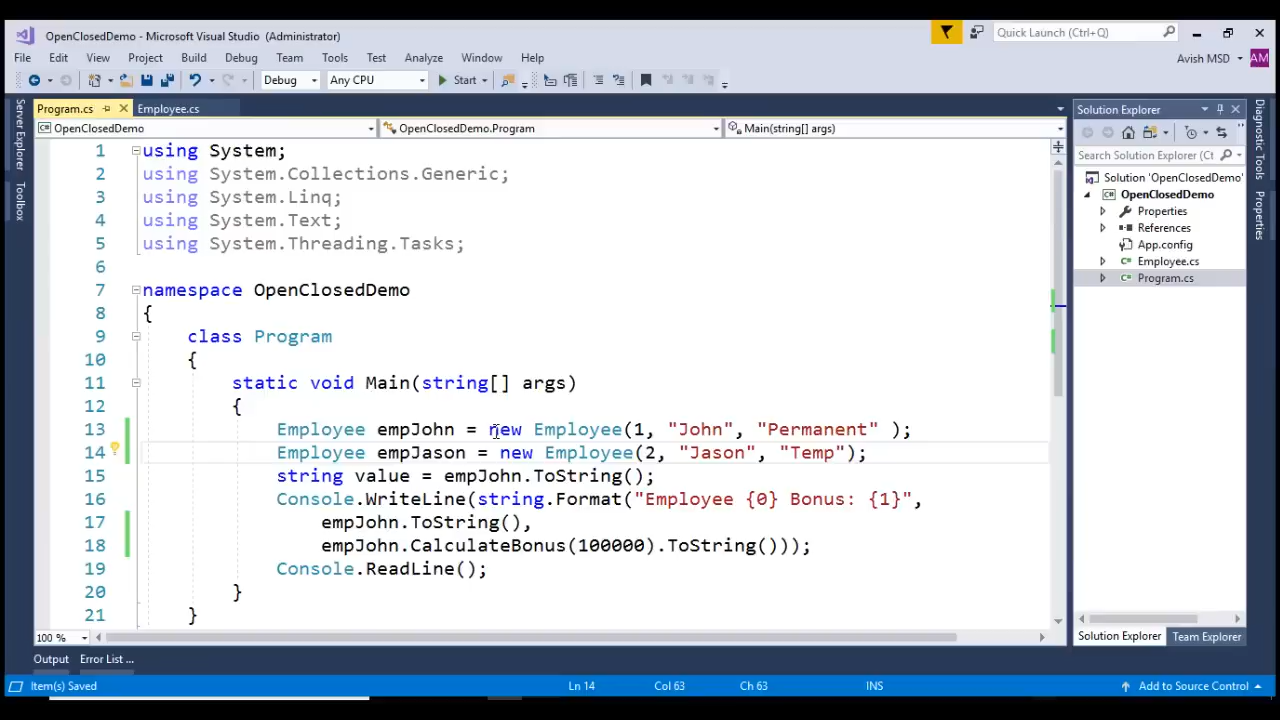 OpenClosedDemo - Microsoft Visual Studio (Administrator)
Quick Launch (Ctrl+Q)
File Edit View Project Build Debug Team Tools Test Analyze Window Help
Avish MSD AM
Debug Any CPU Start
Server Explorer
Toolbox
Program.cs Employee.cs
OpenClosedDemo OpenClosedDemo.Program Main(string[] args)
1 using System;
2 using System.Collections.Generic;
3 using System.Linq;
4 using System.Text;
5 using System.Threading.Tasks;
6
7 namespace OpenClosedDemo
8 {
9 class Program
10 {
11 static void Main(string[] args)
12 {
13 Employee empJohn = new Employee(1, "John", "Permanent" );
14 Employee empJason = new Employee(2, "Jason", "Temp");
15 string value = empJohn.ToString();
16 Console.WriteLine(string.Format("Employee {0} Bonus: {1}",
17 empJohn.ToString(),
18 empJohn.CalculateBonus(100000).ToString()));
19 Console.ReadLine();
20 }
21 }
100 %
Solution Explorer
Search Solution Explorer (Ct
Solution 'OpenClosedDemo'
OpenClosedDemo
Properties
References
App.config
Employee.cs
Program.cs
Solution Explorer Team Explorer
Diagnostic Tools
Properties
Output Error List ...
Item(s) Saved Ln 14 Col 63 Ch 63 INS Add to Source Control